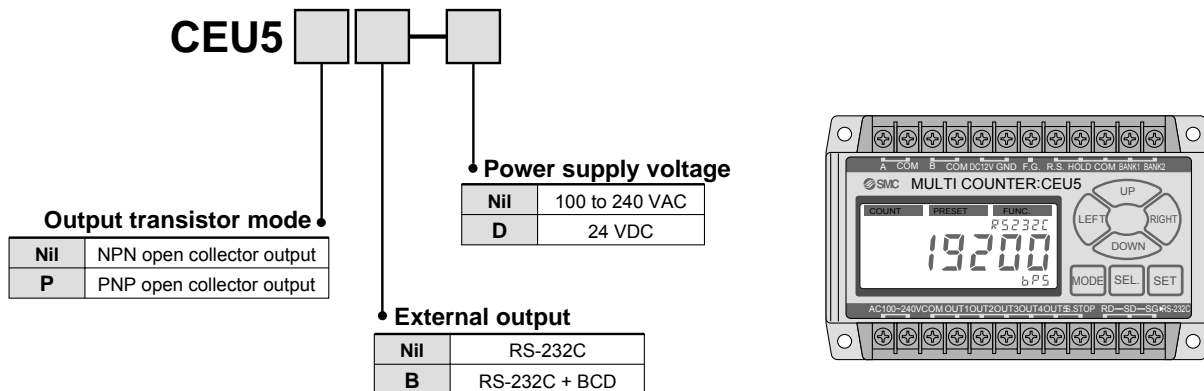 CEU5
Power supply voltage
Nil 100 to 240 VAC
D 24 VDC
Output transistor mode
Nil NPN open collector output
P PNP open collector output
External output
Nil RS-232C
B RS-232C + BCD
A COM B COM DC12V GND F.G. R.S. HOLD COM BANK1 BANK2
SMC MULTI COUNTER:CEU5
COUNT PRESET FUNC.
RS232C
19200
bPS
UP
LEFT RIGHT
DOWN
MODE SEL. SET
AC100~240V COM OUT1 OUT2 OUT3 OUT4 OUT5 S.STOP RD SD SG RS-232C